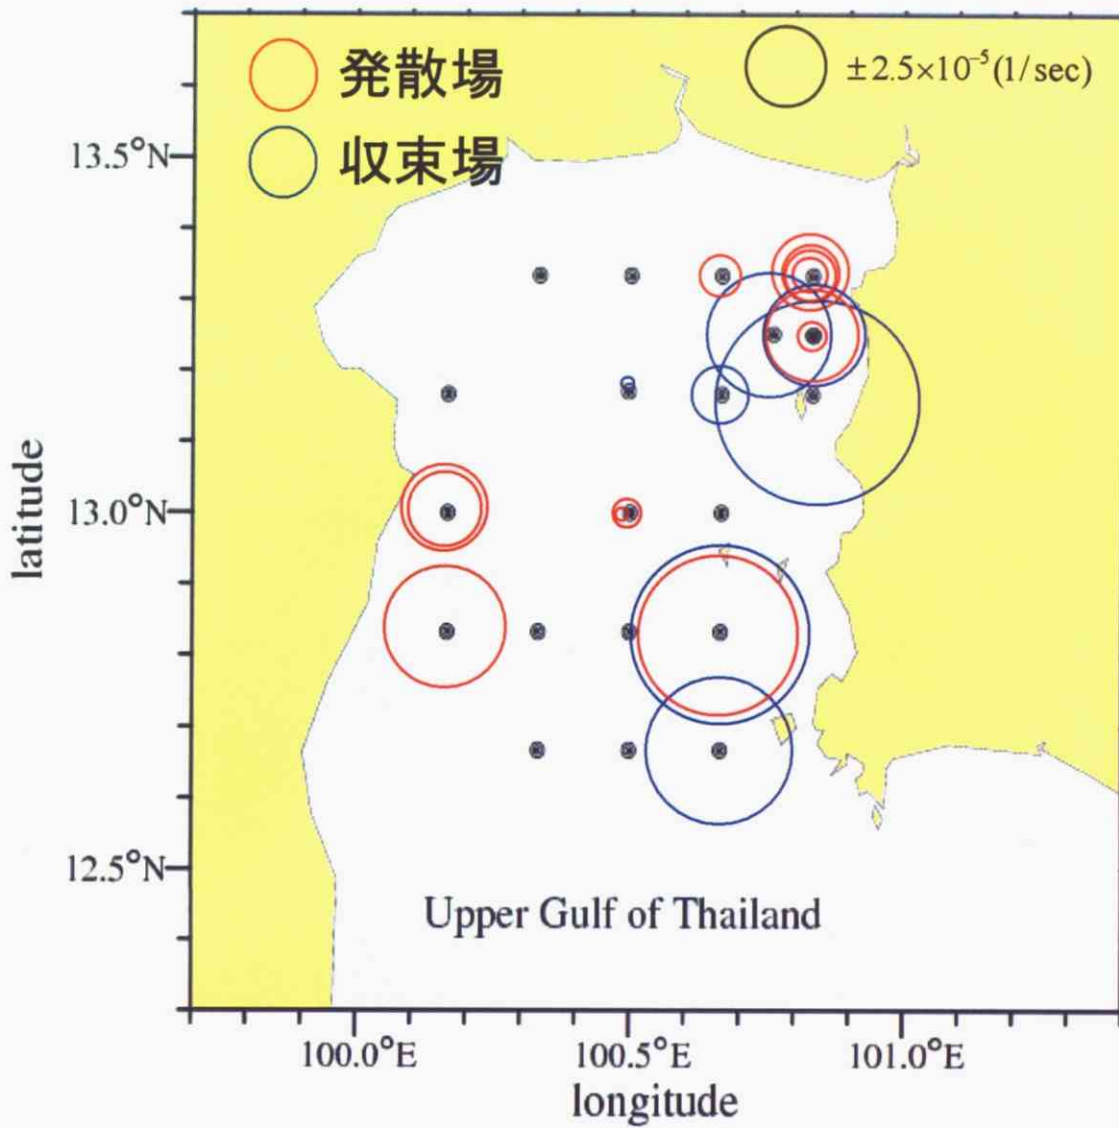 発散場
収束場
±2.5×10⁻⁵(1/sec)
13.5°N
13.0°N
12.5°N
latitude
Upper Gulf of Thailand
100.0°E
100.5°E
101.0°E
longitude